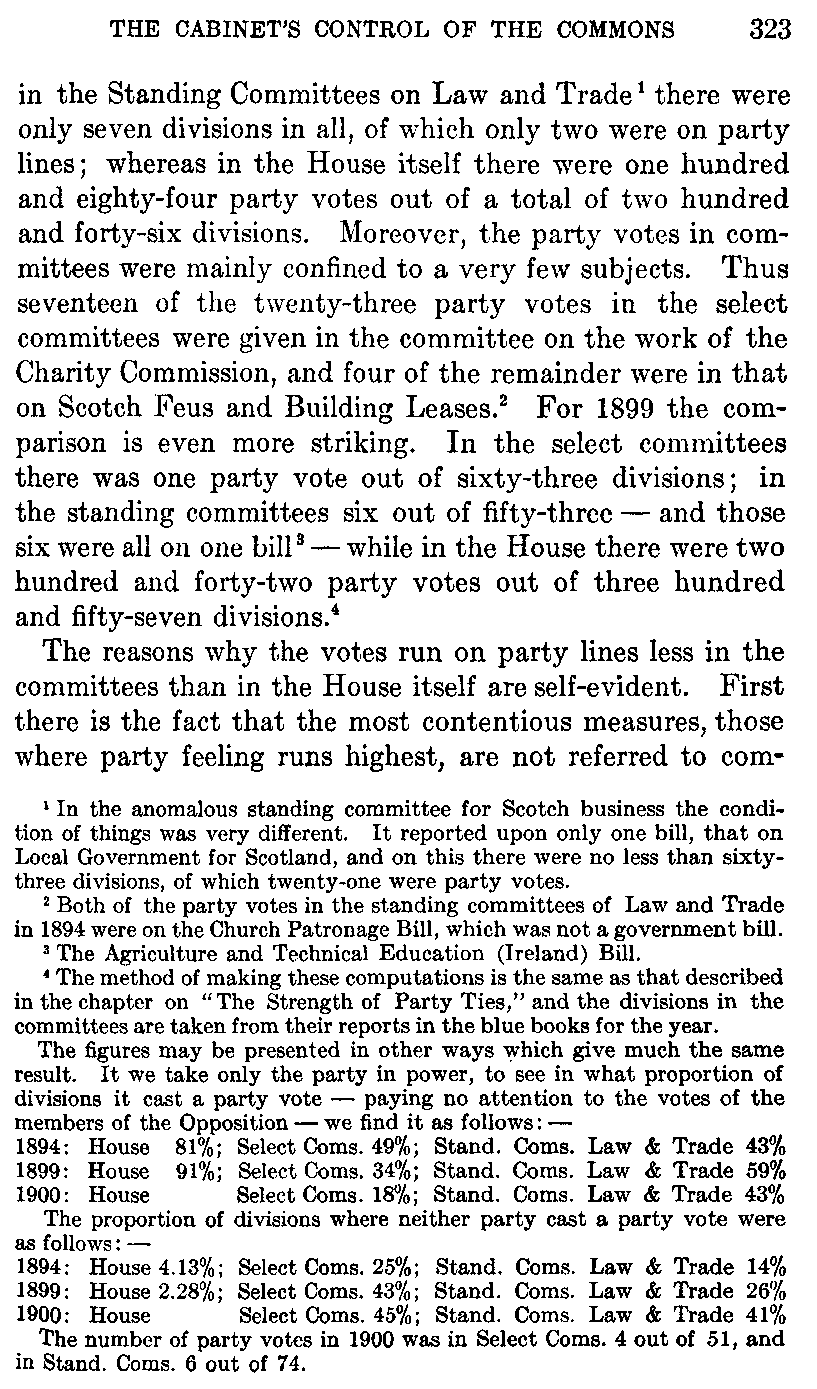 THE CABINET'S CONTROL OF THE COMMONS 323
in the Standing Committees on Law and Trade¹ there were
only seven divisions in all, of which only two were on party
lines; whereas in the House itself there were one hundred
and eighty-four party votes out of a total of two hundred
and forty-six divisions. Moreover, the party votes in com-
mittees were mainly confined to a very few subjects. Thus
seventeen of the twenty-three party votes in the select
committees were given in the committee on the work of the
Charity Commission, and four of the remainder were in that
on Scotch Feus and Building Leases.² For 1899 the com-
parison is even more striking. In the select committees
there was one party vote out of sixty-three divisions; in
the standing committees six out of fifty-three — and those
six were all on one bill³ — while in the House there were two
hundred and forty-two party votes out of three hundred
and fifty-seven divisions.⁴
The reasons why the votes run on party lines less in the
committees than in the House itself are self-evident. First
there is the fact that the most contentious measures, those
where party feeling runs highest, are not referred to com-
¹ In the anomalous standing committee for Scotch business the condi-
tion of things was very different. It reported upon only one bill, that on
Local Government for Scotland, and on this there were no less than sixty-
three divisions, of which twenty-one were party votes.
² Both of the party votes in the standing committees of Law and Trade
in 1894 were on the Church Patronage Bill, which was not a government bill.
³ The Agriculture and Technical Education (Ireland) Bill.
⁴ The method of making these computations is the same as that described
in the chapter on "The Strength of Party Ties," and the divisions in the
committees are taken from their reports in the blue books for the year.
The figures may be presented in other ways which give much the same
result. It we take only the party in power, to see in what proportion of
divisions it cast a party vote — paying no attention to the votes of the
members of the Opposition — we find it as follows: —
1894: House 81%; Select Coms. 49%; Stand. Coms. Law & Trade 43%
1899: House 91%; Select Coms. 34%; Stand. Coms. Law & Trade 59%
1900: House Select Coms. 18%; Stand. Coms. Law & Trade 43%
The proportion of divisions where neither party cast a party vote were
as follows: —
1894: House 4.13%; Select Coms. 25%; Stand. Coms. Law & Trade 14%
1899: House 2.28%; Select Coms. 43%; Stand. Coms. Law & Trade 26%
1900: House Select Coms. 45%; Stand. Coms. Law & Trade 41%
The number of party votes in 1900 was in Select Coms. 4 out of 51, and
in Stand. Coms. 6 out of 74.